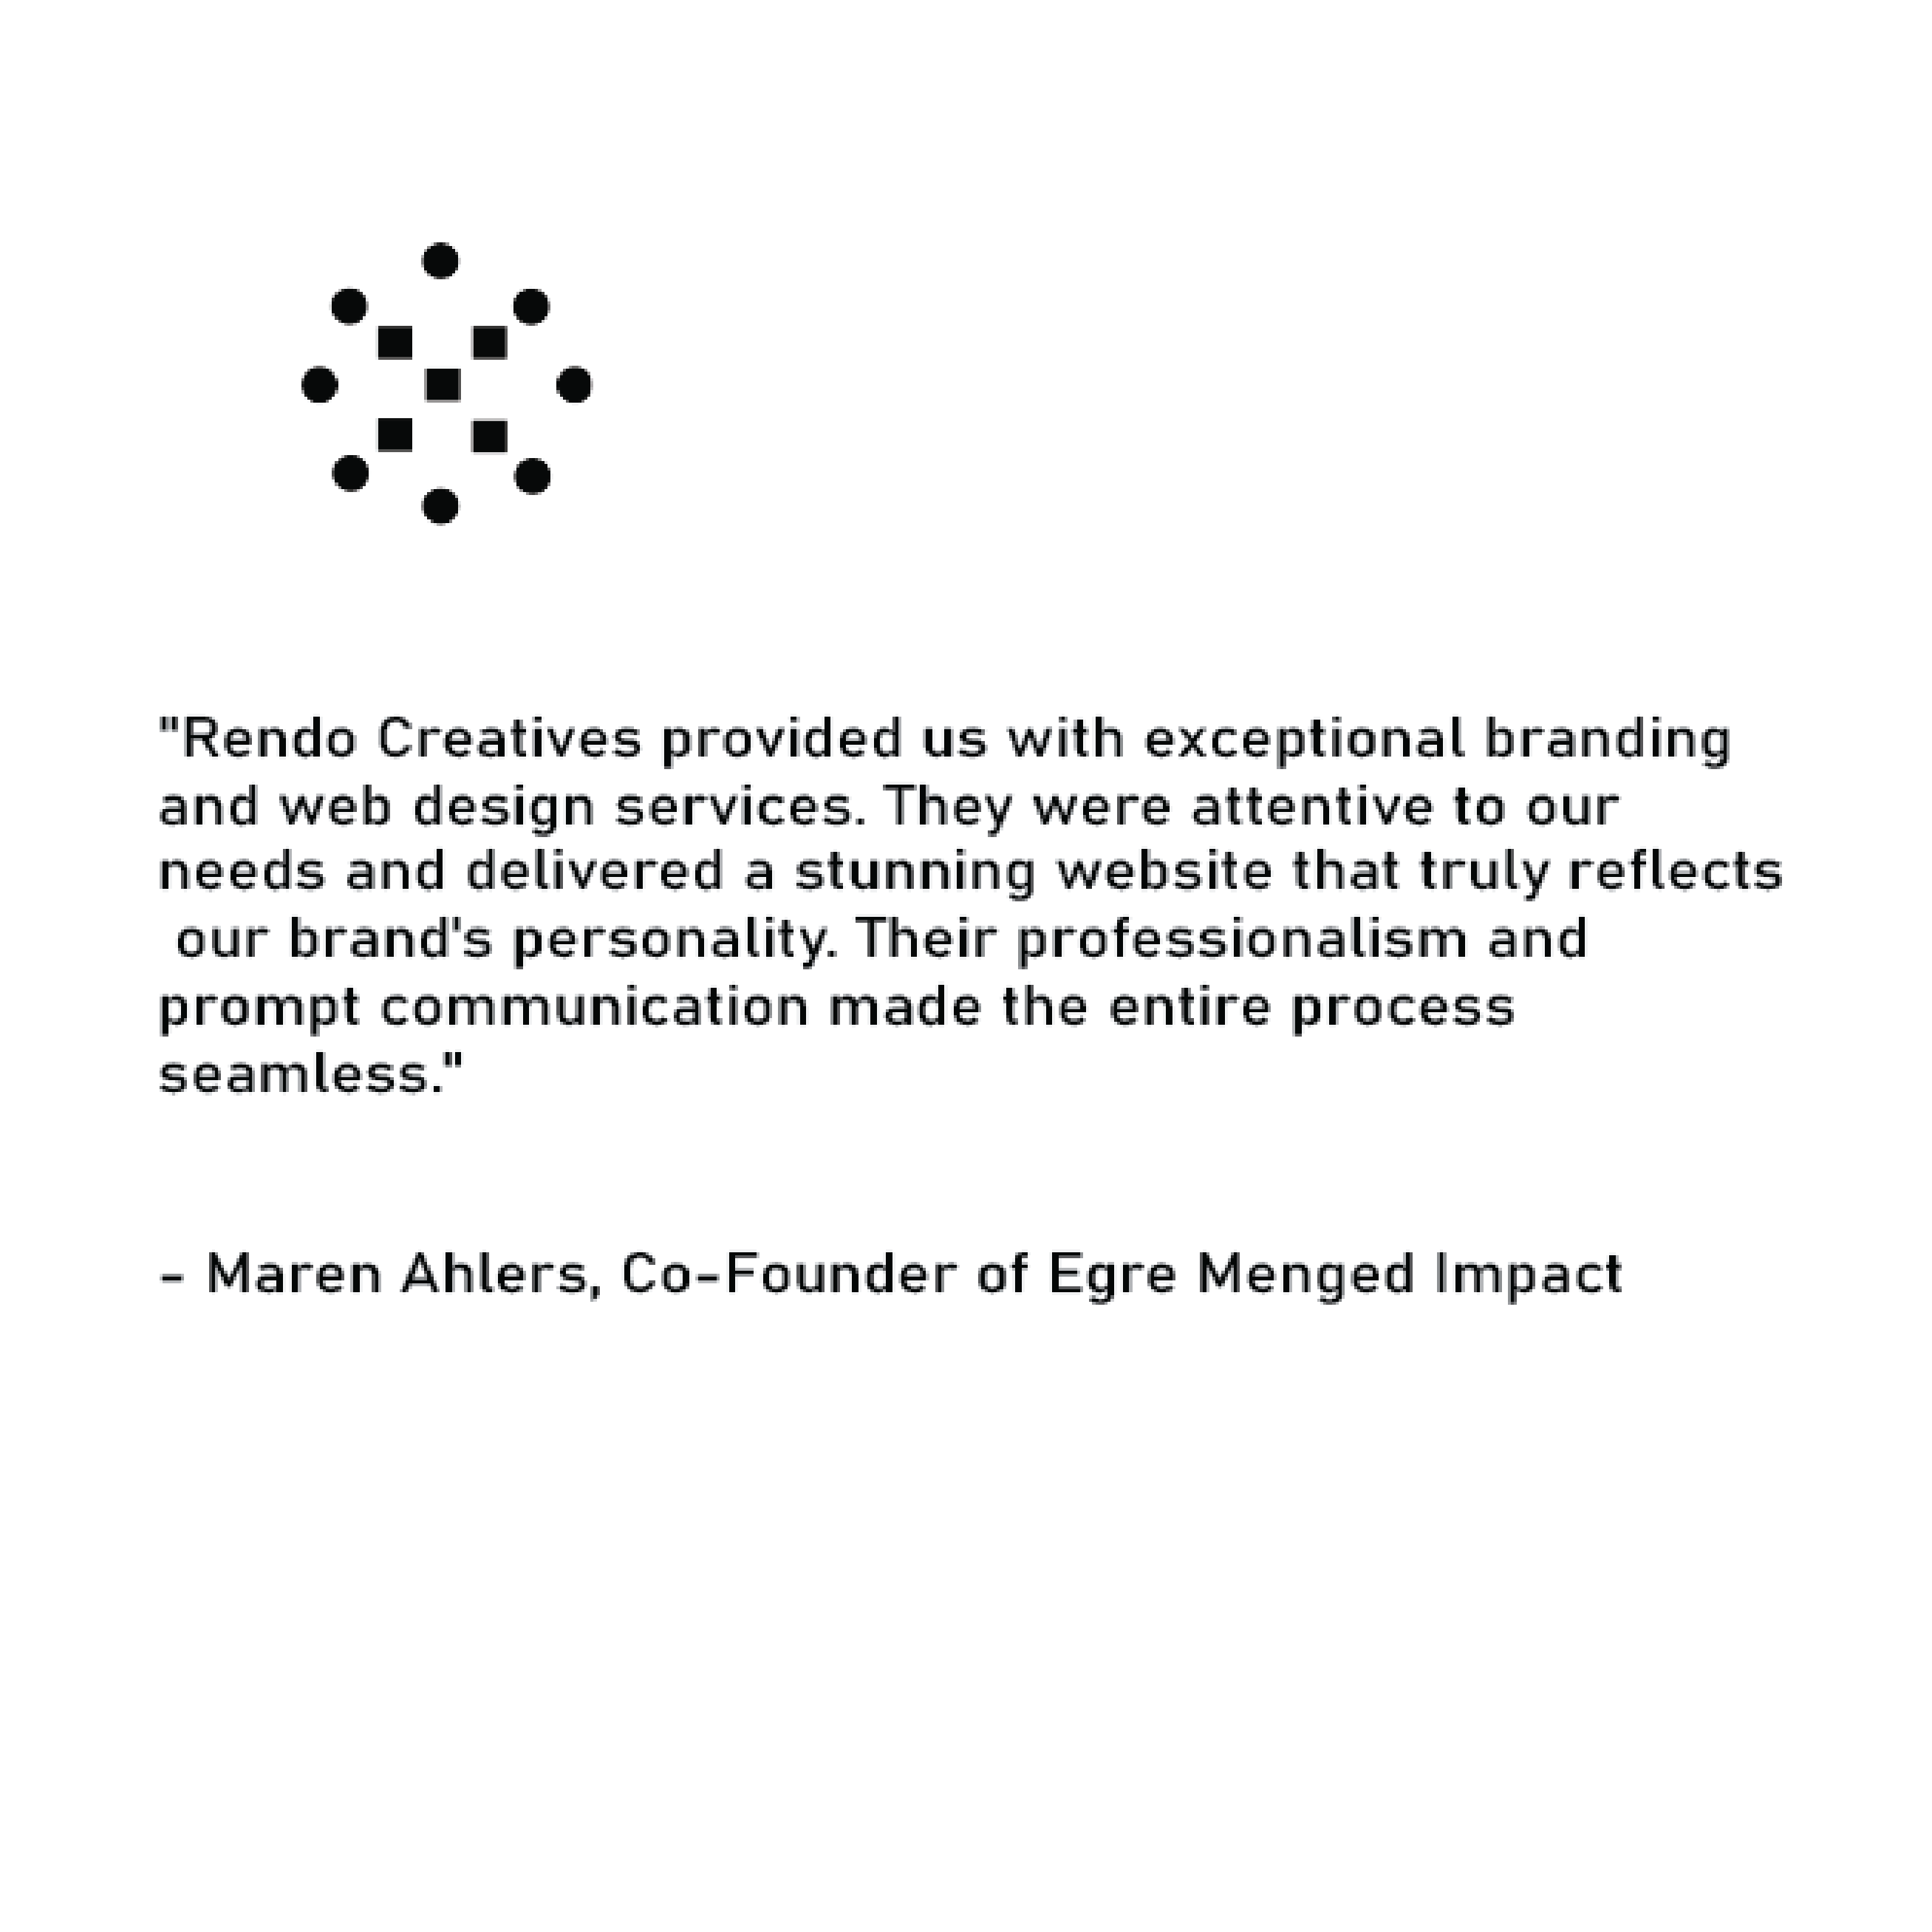 "Rendo Creatives provided us with exceptional branding
and web design services. They were attentive to our
needs and delivered a stunning website that truly reflects
our brand's personality. Their professionalism and
prompt communication made the entire process
seamless."
- Maren Ahlers, Co-Founder of Egre Menged Impact